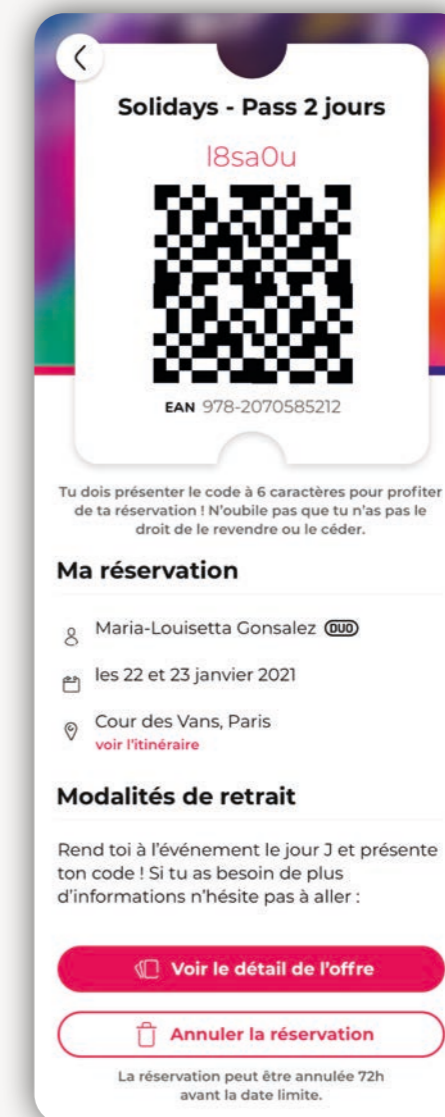 Solidays - Pass 2 jours
l8sa0u
EAN 978-2070585212
Tu dois présenter le code à 6 caractères pour profiter
de ta réservation ! N'oubile pas que tu n'as pas le
droit de le revendre ou le céder.
Ma réservation
Maria-Louisetta Gonsalez DUO
les 22 et 23 janvier 2021
Cour des Vans, Paris
voir l'itinéraire
Modalités de retrait
Rend toi à l'événement le jour J et présente
ton code ! Si tu as besoin de plus
d'informations n'hésite pas à aller :
Voir le détail de l'offre
Annuler la réservation
La réservation peut être annulée 72h
avant la date limite.